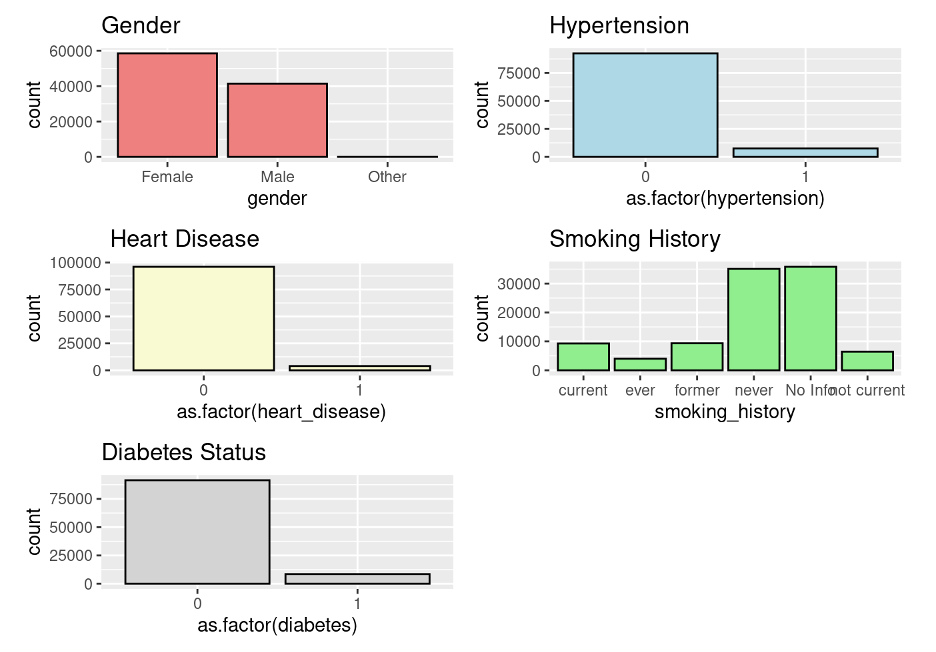 Gender
60000
40000
20000
0
count
Female Male Other
gender
Hypertension
75000
50000
25000
0
count
0 1
as.factor(hypertension)
Heart Disease
100000
75000
50000
25000
0
count
0 1
as.factor(heart_disease)
Smoking History
30000
20000
10000
0
count
current ever former never No Info not current
smoking_history
Diabetes Status
75000
50000
25000
0
count
0 1
as.factor(diabetes)